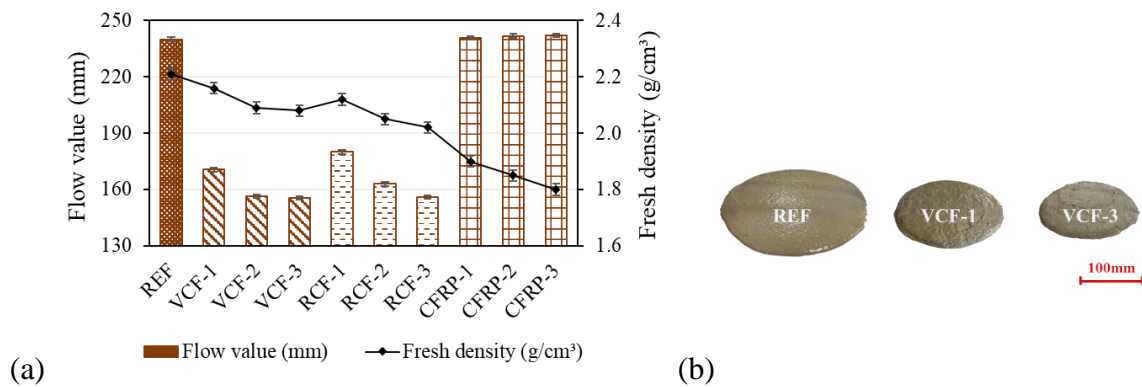 250
220
190
160
130
Flow value (mm)
2.4
2.2
2.0
1.8
1.6
Fresh density (g/cm³)
REF
VCF-1
VCF-2
VCF-3
RCF-1
RCF-2
RCF-3
CFRP-1
CFRP-2
CFRP-3
Flow value (mm)
Fresh density (g/cm³)
(a)
REF
VCF-1
VCF-3
100mm
(b)